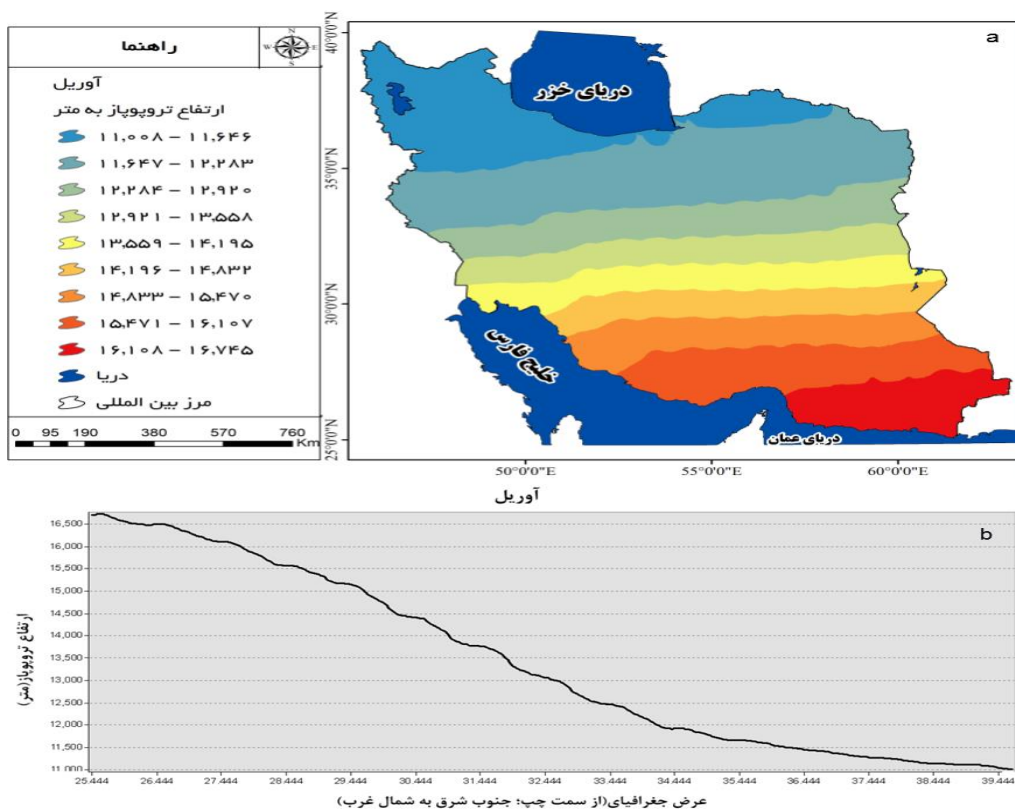 راهنما
N
W E
S
آوریل
ارتفاع تروپوپاز به متر
۱۱,۰۰۸ – ۱۱,۶۴۶
۱۱,۶۴۷ – ۱۲,۲۸۳
۱۲,۲۸۴ – ۱۲,۹۲۰
۱۲,۹۲۱ – ۱۳,۵۵۸
۱۳,۵۵۹ – ۱۴,۱۹۵
۱۴,۱۹۶ – ۱۴,۸۳۲
۱۴,۸۳۳ – ۱۵,۴۷۰
۱۵,۴۷۱ – ۱۶,۱۰۷
۱۶,۱۰۸ – ۱۶,۷۴۵
دریا
مرز بین المللی
0 95 190 380 570 760
Km
a
40°0'0"N
35°0'0"N
30°0'0"N
25°0'0"N
دریای خزر
خلیج فارس
دریای عمان
50°0'0"E 55°0'0"E 60°0'0"E
آوریل
b
ارتفاع تروپوپاز(متر)
16,500
16,000
15,500
15,000
14,500
14,000
13,500
13,000
12,500
12,000
11,500
11,000
25.444 26.444 27.444 28.444 29.444 30.444 31.444 32.444 33.444 34.444 35.444 36.444 37.444 38.444 39.444
عرض جغرافیای(از سمت چپ: جنوب شرق به شمال غرب)